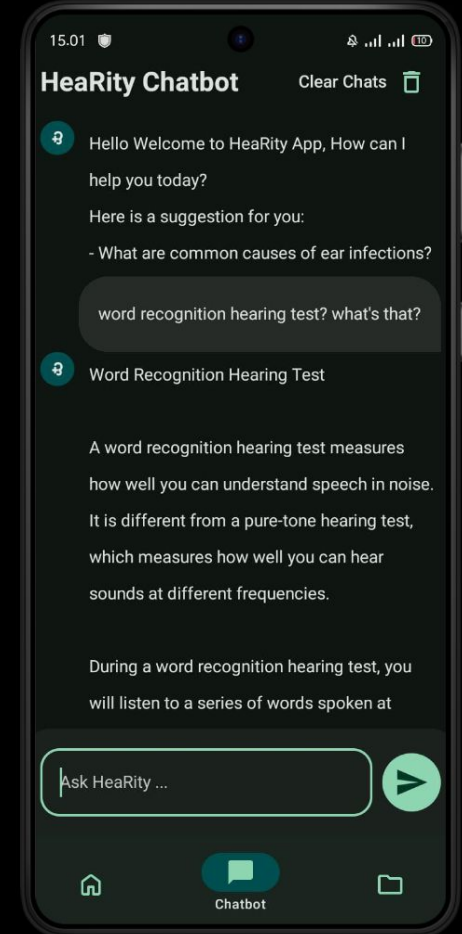 15.01
10
HeaRity Chatbot
Clear Chats
Hello Welcome to HeaRity App, How can I
help you today?
Here is a suggestion for you:
- What are common causes of ear infections?
word recognition hearing test? what's that?
Word Recognition Hearing Test
A word recognition hearing test measures
how well you can understand speech in noise.
It is different from a pure-tone hearing test,
which measures how well you can hear
sounds at different frequencies.
During a word recognition hearing test, you
will listen to a series of words spoken at
Ask HeaRity ...
Chatbot